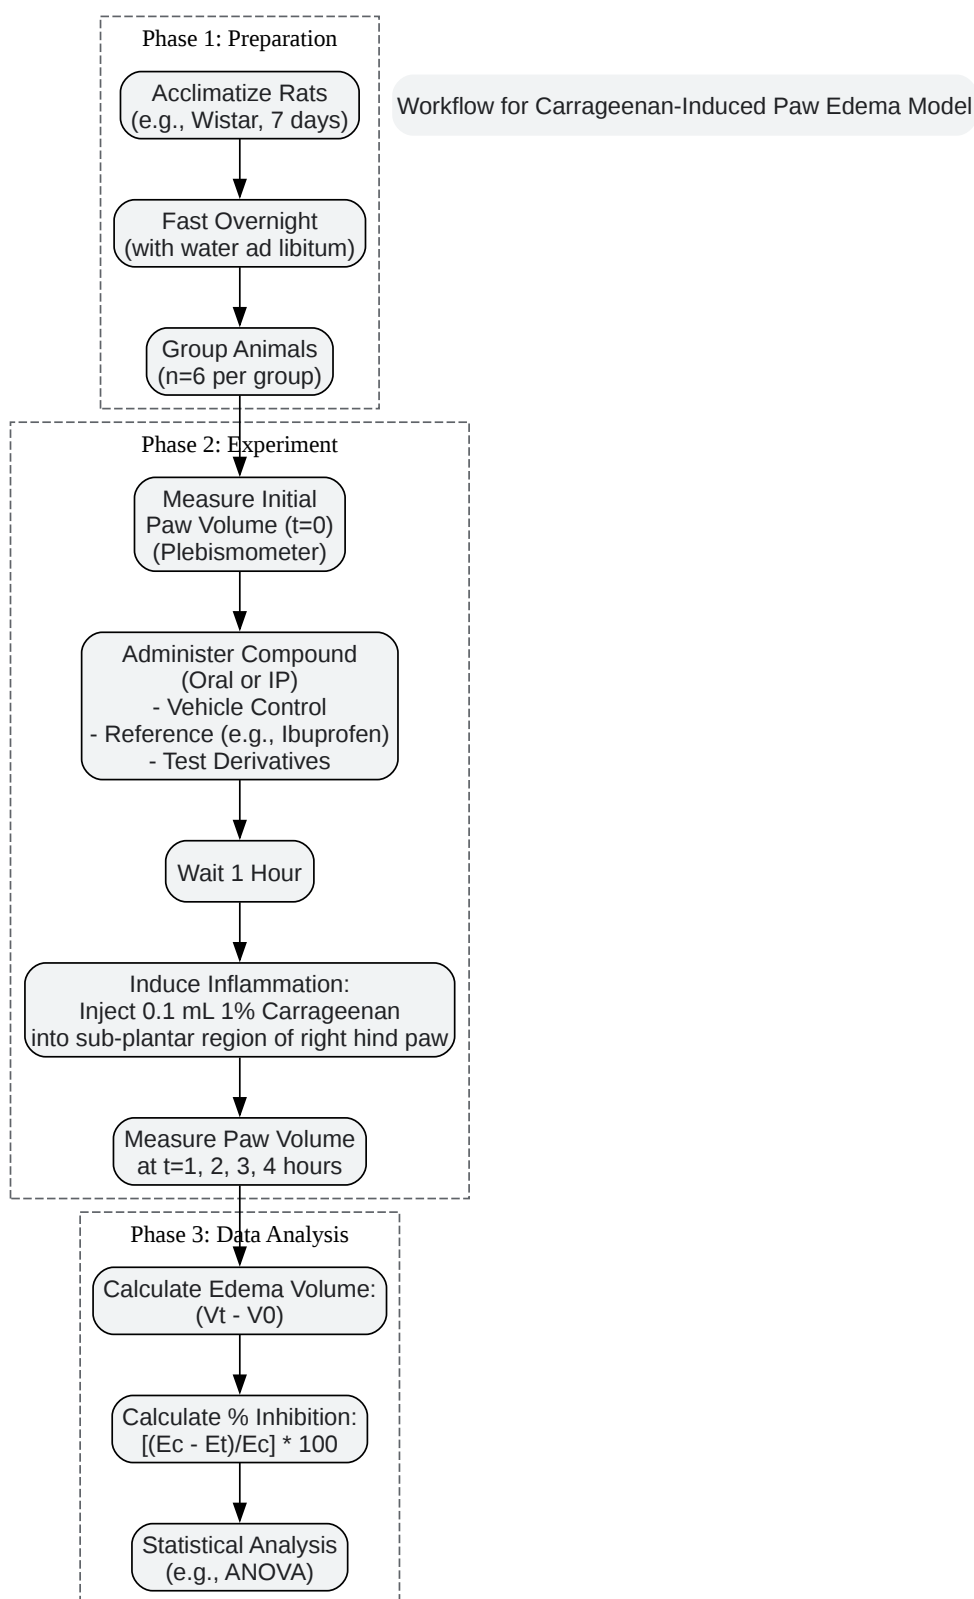 Phase 1: Preparation
Acclimatize Rats
(e.g., Wistar, 7 days)
Workflow for Carrageenan-Induced Paw Edema Model
Fast Overnight
(with water ad libitum)
Group Animals
(n=6 per group)
Phase 2: Experiment
Measure Initial
Paw Volume (t=0)
(Plebismometer)
Administer Compound
(Oral or IP)
- Vehicle Control
- Reference (e.g., Ibuprofen)
- Test Derivatives
Wait 1 Hour
Induce Inflammation:
Inject 0.1 mL 1% Carrageenan
into sub-plantar region of right hind paw
Measure Paw Volume
at t=1, 2, 3, 4 hours
Phase 3: Data Analysis
Calculate Edema Volume:
(Vt - V0)
Calculate % Inhibition:
[(Ec - Et)/Ec] * 100
Statistical Analysis
(e.g., ANOVA)